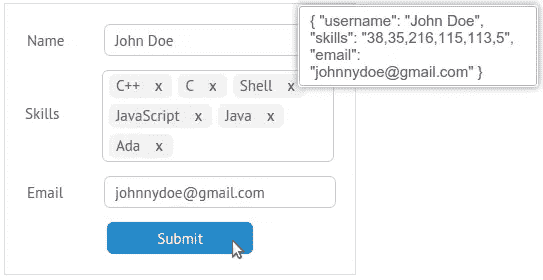 Name
John Doe
Skills
C++ x C x Shell x
JavaScript x Java x
Ada x
Email
johnnydoe@gmail.com
Submit
{ "username": "John Doe",
"skills": "38,35,216,115,113,5",
"email":
"johnnydoe@gmail.com" }